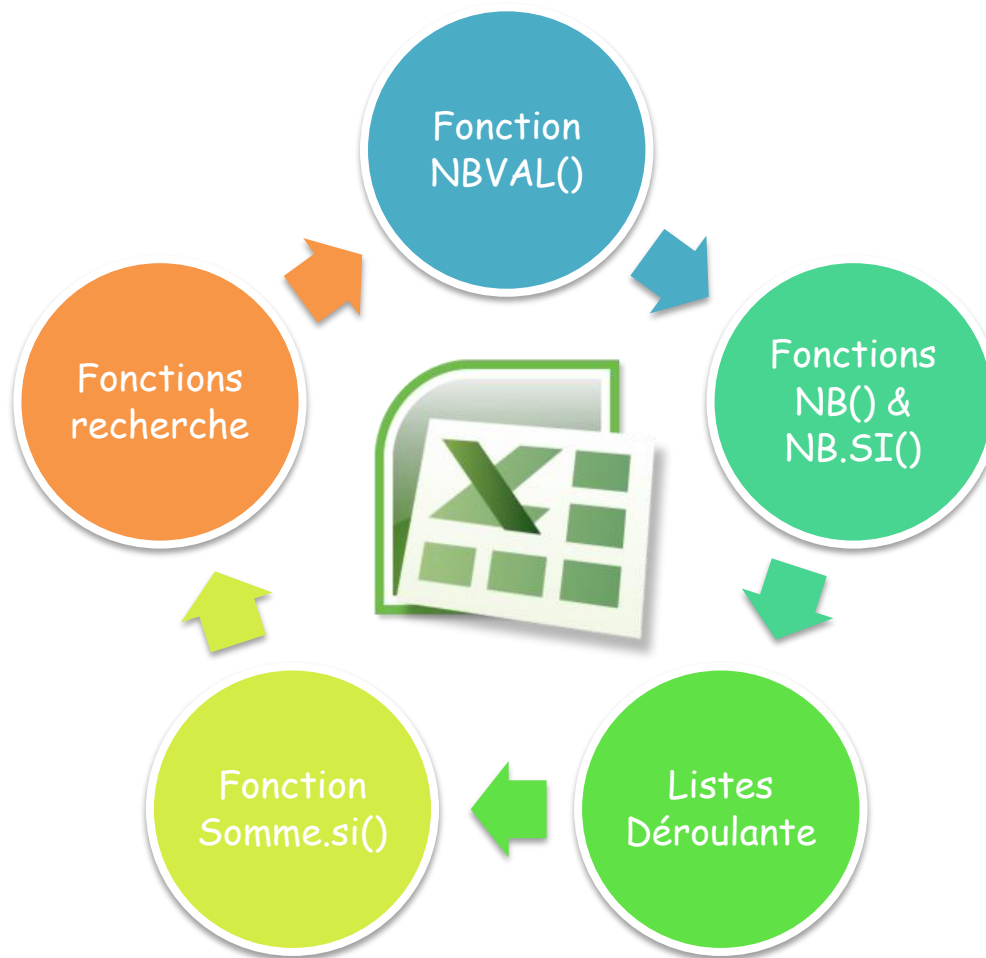 Fonction
NBVAL()
Fonctions
NB() &
NB.SI()
Listes
Déroulante
Fonction
Somme.si()
Fonctions
recherche